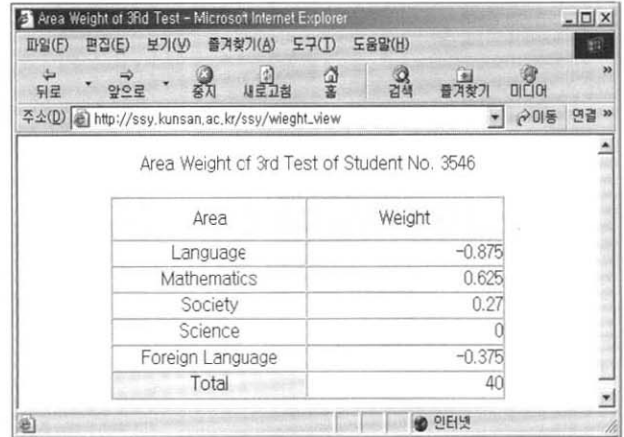 Area Weight of 3Rd Test - Microsoft Internet Explorer
파일(F) 편집(E) 보기(V) 즐겨찾기(A) 도구(T) 도움말(H)
뒤로 앞으로 중지 새로고침 홈 검색 즐겨찾기 미디어 »
주소(D) http://ssy.kunsan.ac.kr/ssy/wieght_view 이동 연결 »
Area Weight of 3rd Test of Student No. 3546
Area Weight
Language -0.875
Mathematics 0.625
Society 0.27
Science 0
Foreign Language -0.375
Total 40
인터넷